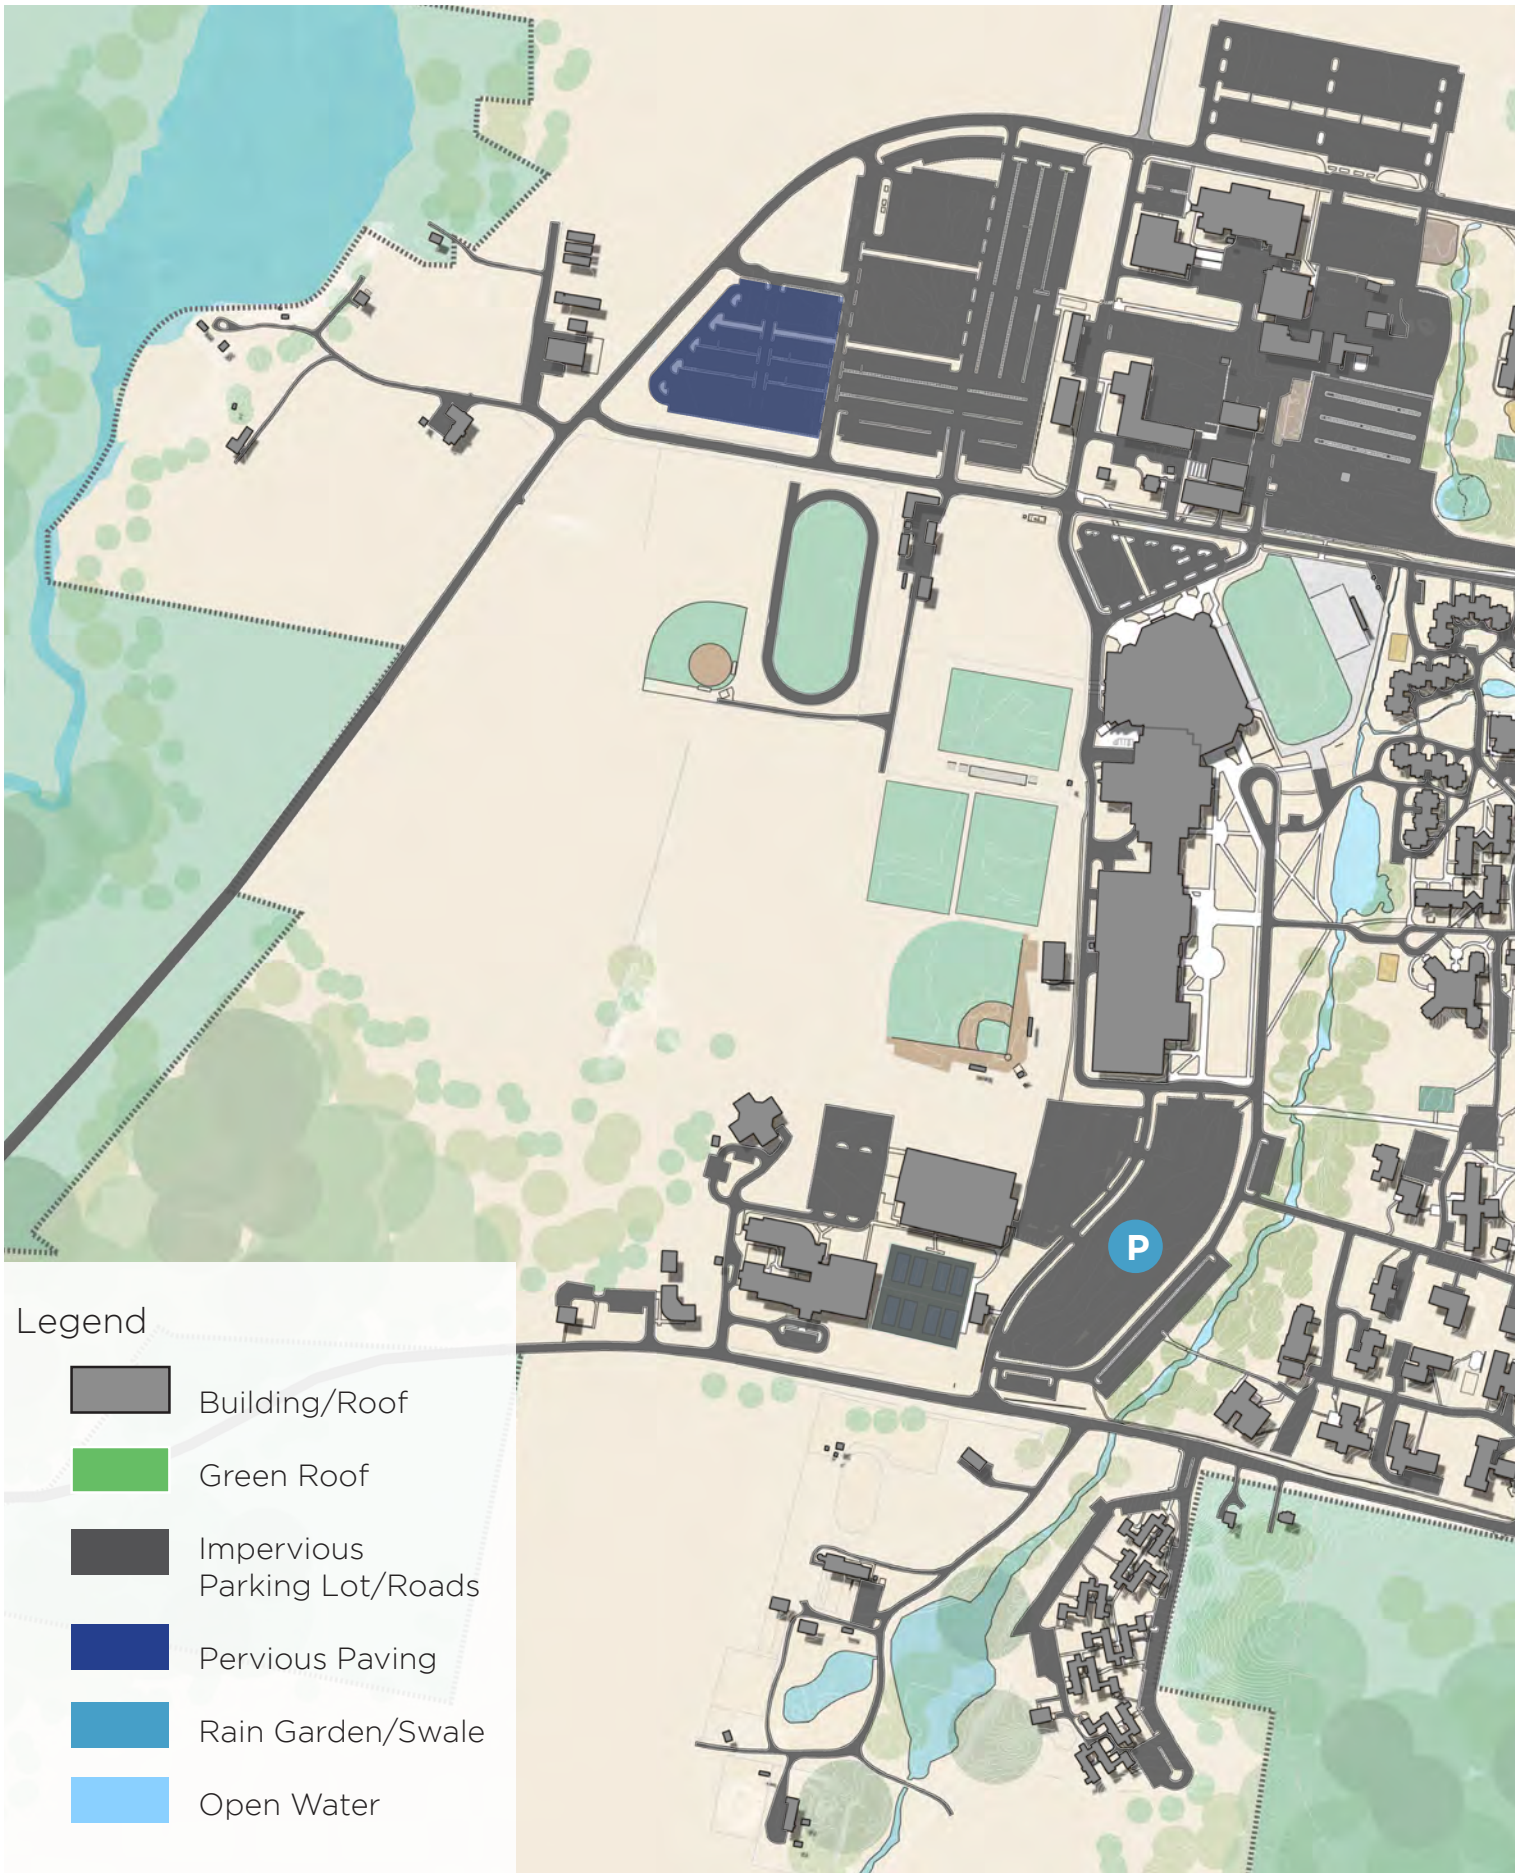 P
Legend
Building/Roof
Green Roof
Impervious
Parking Lot/Roads
Pervious Paving
Rain Garden/Swale
Open Water